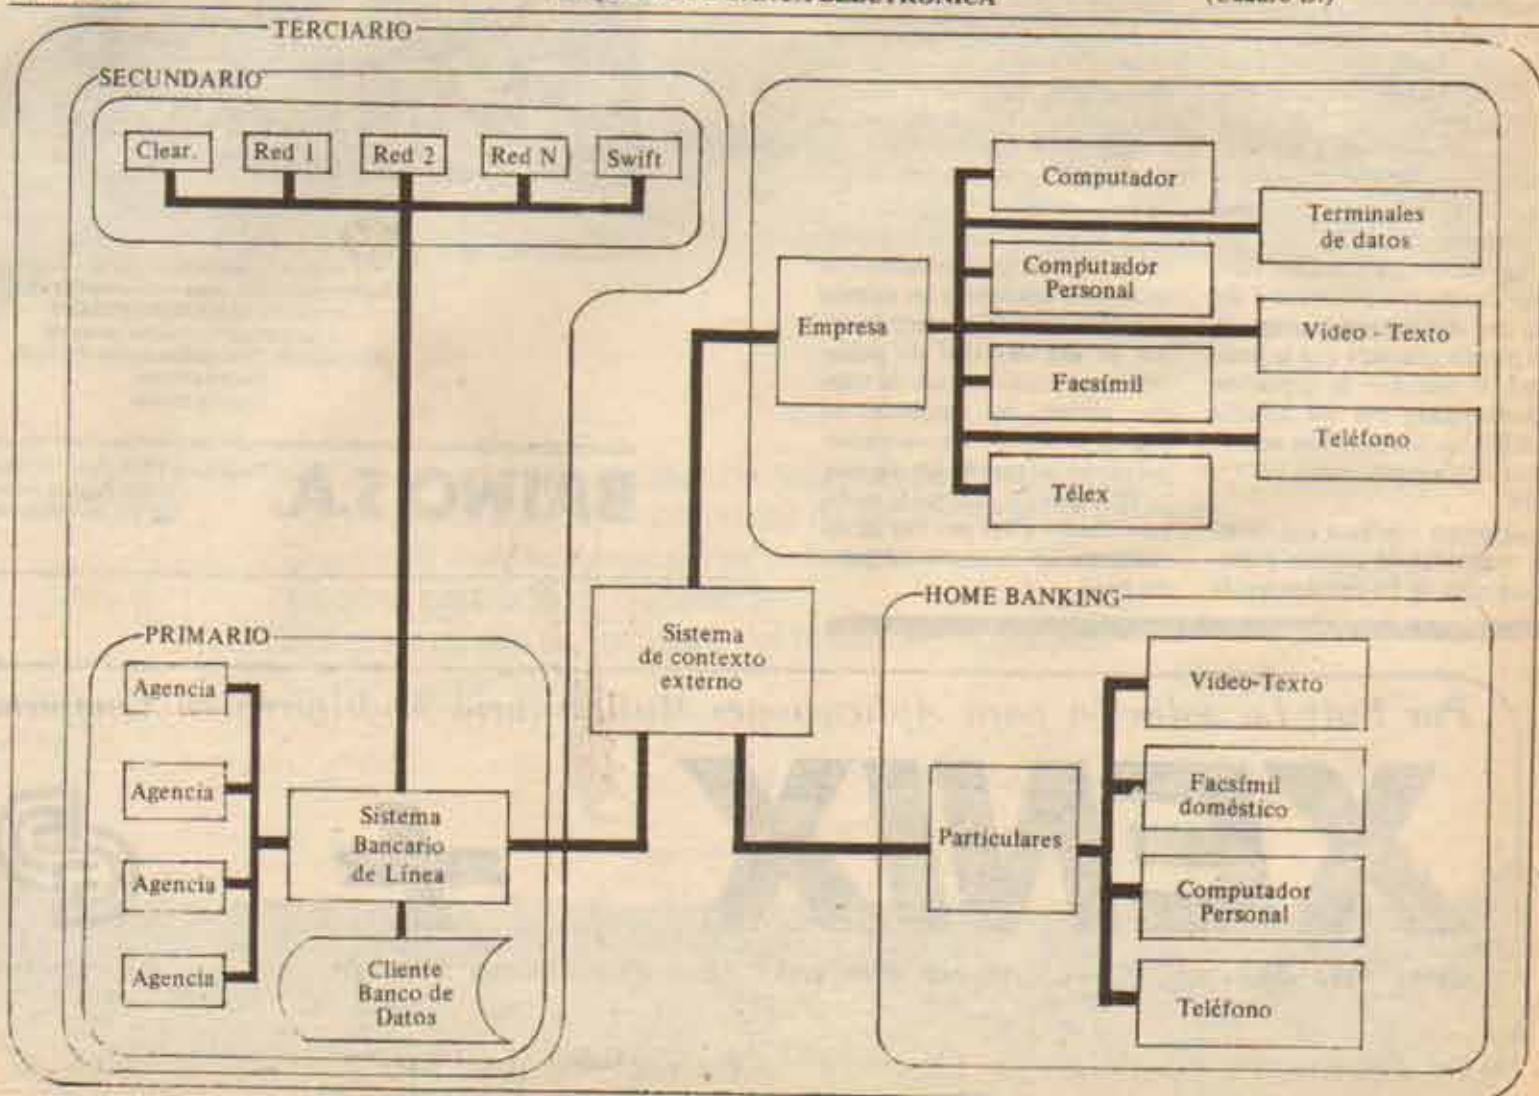 TERCIARIO
SECUNDARIO
Clear.
Red 1
Red 2
Red N
Swift
Computador
Terminales
de datos
Computador
Personal
Empresa
Video - Texto
Facsímil
Teléfono
Télex
HOME BANKING
PRIMARIO
Sistema
de contexto
externo
Agencia
Agencia
Agencia
Agencia
Sistema
Bancario
de Línea
Cliente
Banco de
Datos
Particulares
Vídeo-Texto
Facsímil
doméstico
Computador
Personal
Teléfono